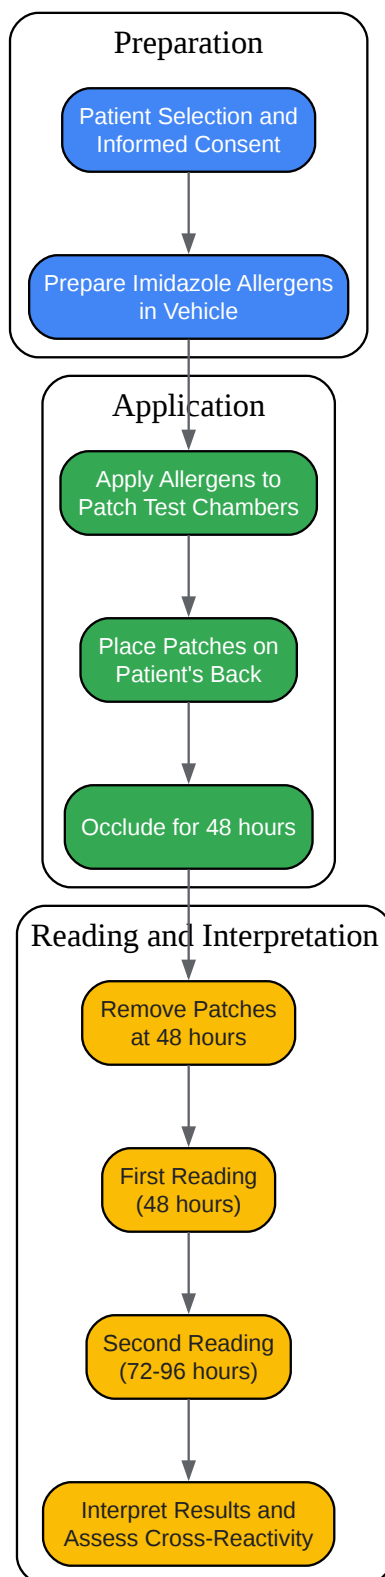 Preparation
Patient Selection and
Informed Consent
Prepare Imidazole Allergens
in Vehicle
Application
Apply Allergens to
Patch Test Chambers
Place Patches on
Patient's Back
Occlude for 48 hours
Reading and Interpretation
Remove Patches
at 48 hours
First Reading
(48 hours)
Second Reading
(72-96 hours)
Interpret Results and
Assess Cross-Reactivity